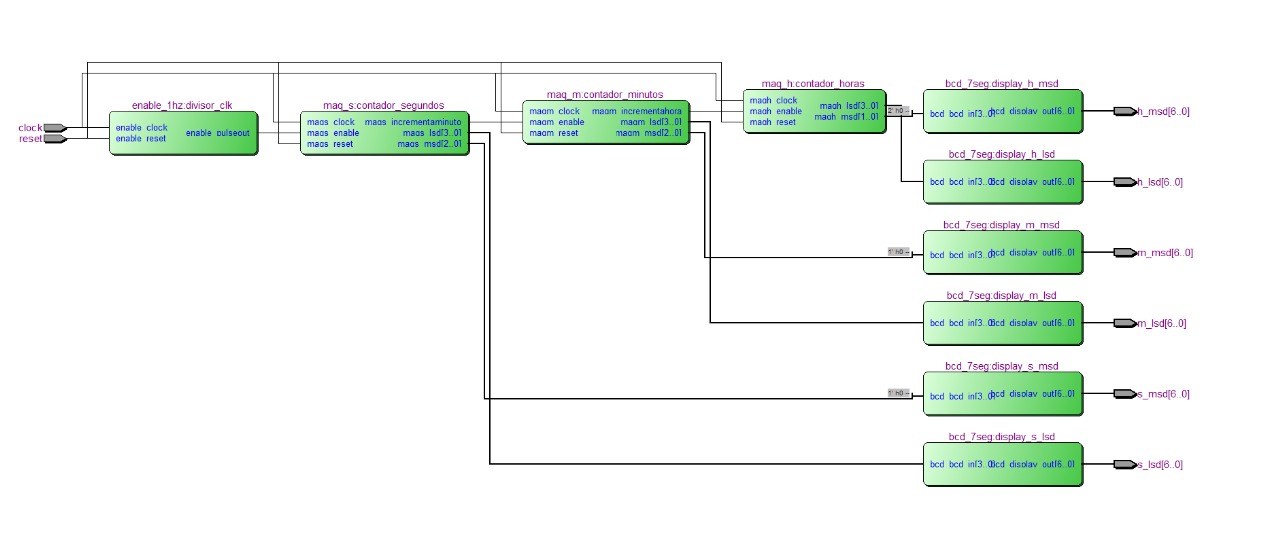 clock
reset
enable_1hz:divisor_clk
enable_clock
enable_pulseout
enable_reset
maq_s:contador_segundos
maqs_clock
maqs_incrementaminuto
maqs_enable
maqs_lsd[3..0]
maqs_reset
maqs_msd[2..0]
maq_m:contador_minutos
maqm_clock
maqm_incrementahora
maqm_enable
maqm_lsd[3..0]
maqm_reset
maqm_msd[2..0]
maq_h:contador_horas
maqh_clock
maqh_lsd[3..0]
maqh_enable
maqh_msd[1..0]
maqh_reset
2' h0 --
bcd_7seg:display_h_msd
bcd_bcd_in[3..0]
bcd_display_out[6..0]
h_msd[6..0]
bcd_7seg:display_h_lsd
bcd_bcd_in[3..0]
bcd_display_out[6..0]
h_lsd[6..0]
bcd_7seg:display_m_msd
1' h0 --
bcd_bcd_in[3..0]
bcd_display_out[6..0]
m_msd[6..0]
bcd_7seg:display_m_lsd
bcd_bcd_in[3..0]
bcd_display_out[6..0]
m_lsd[6..0]
bcd_7seg:display_s_msd
1' h0 --
bcd_bcd_in[3..0]
bcd_display_out[6..0]
s_msd[6..0]
bcd_7seg:display_s_lsd
bcd_bcd_in[3..0]
bcd_display_out[6..0]
s_lsd[6..0]